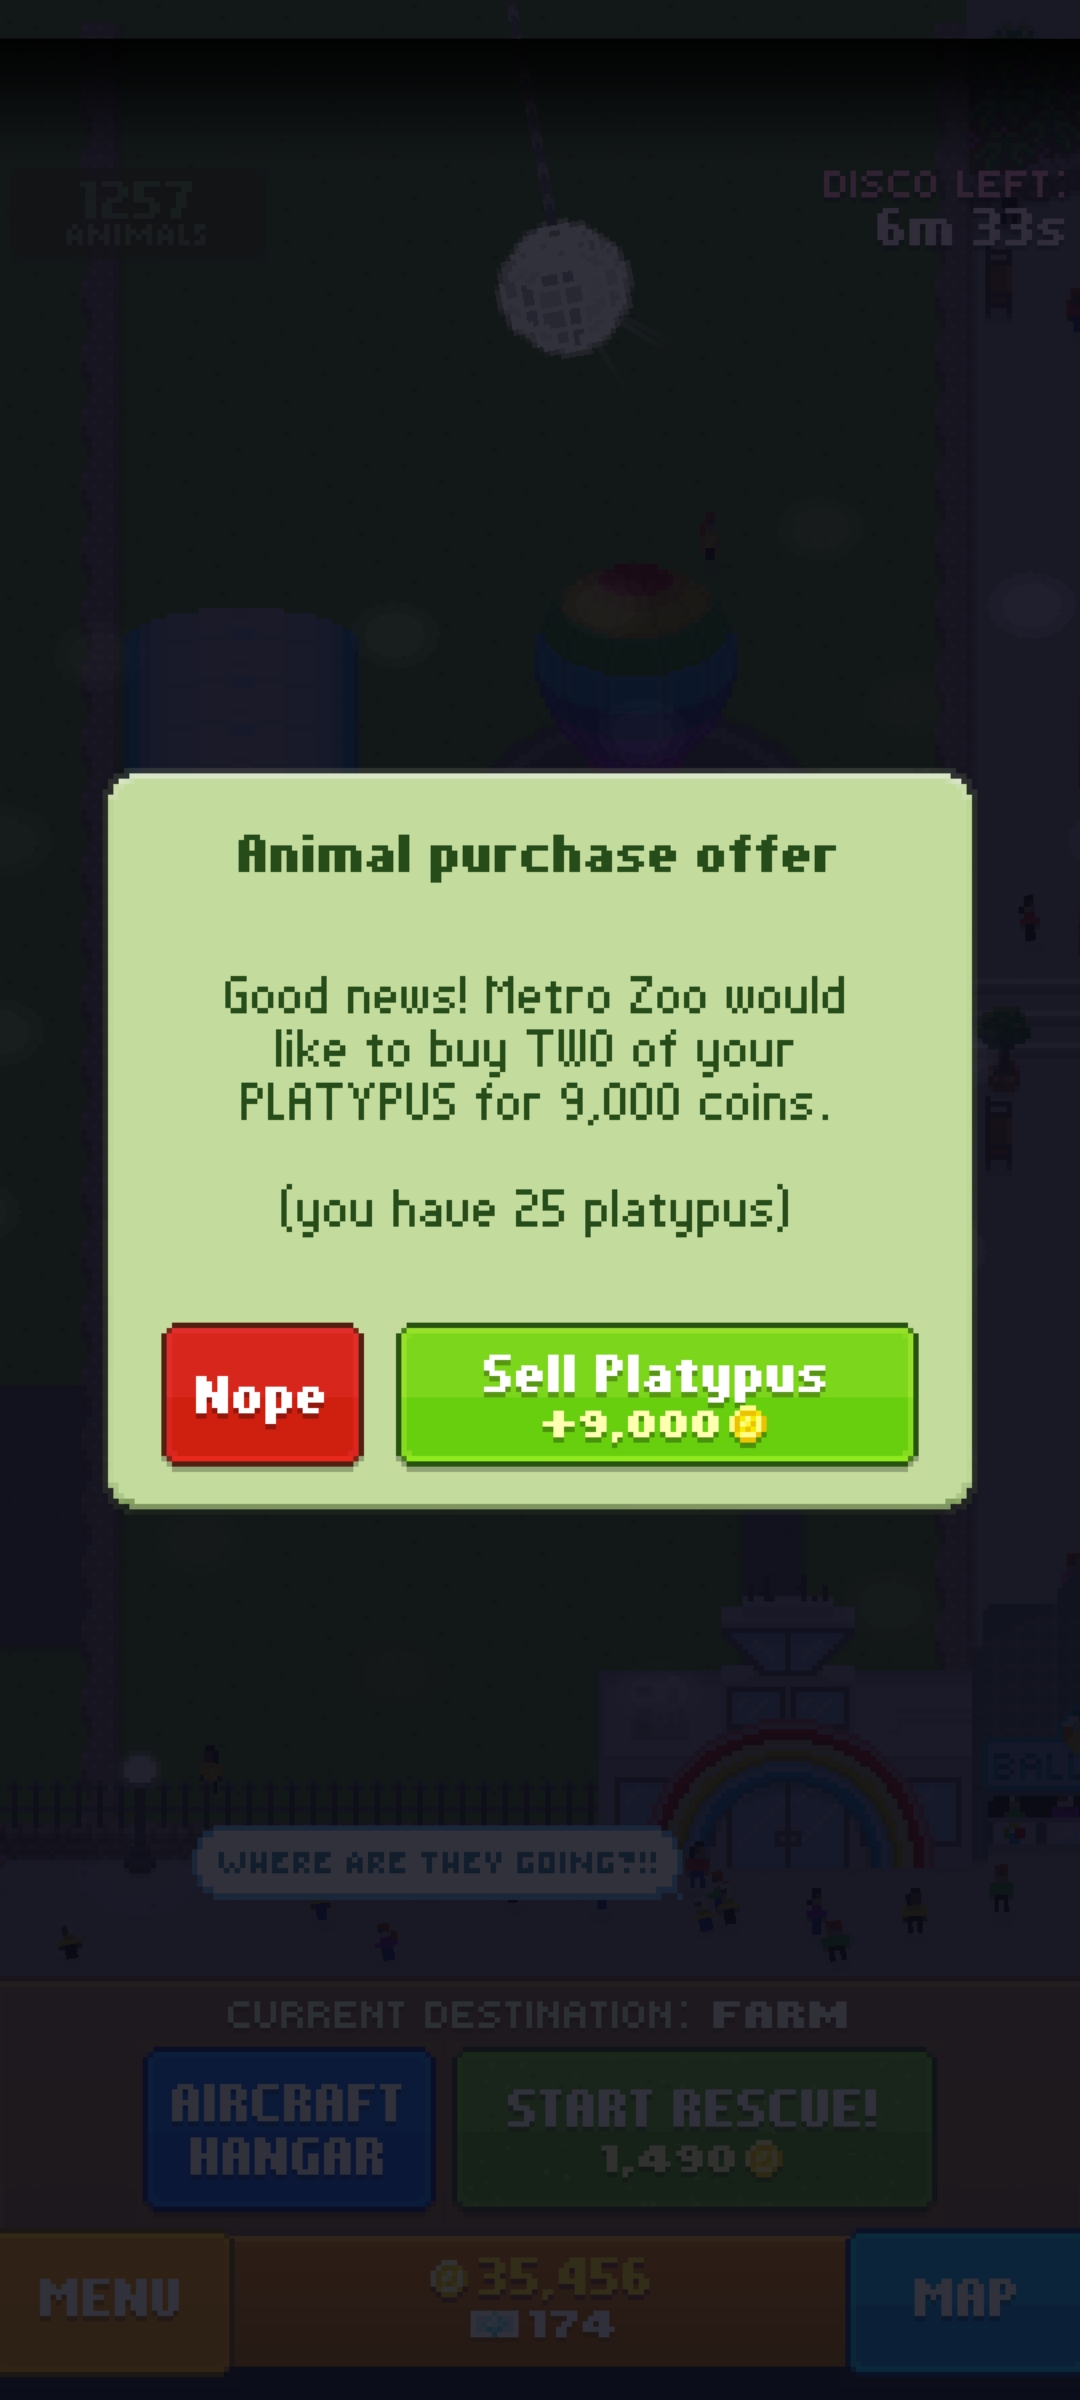 1257
ANIMALS
DISCO LEFT:
6m 33s
Animal purchase offer
Good news! Metro Zoo would
like to buy TWO of your
PLATYPUS for 9,000 coins.
(you have 25 platypus)
Nope
Sell Platypus
+9,000
BALL
WHERE ARE THEY GOING?!!
CURRENT DESTINATION: FARM
AIRCRAFT
HANGAR
START RESCUE!
1,490
MENU
35,456
174
MAP